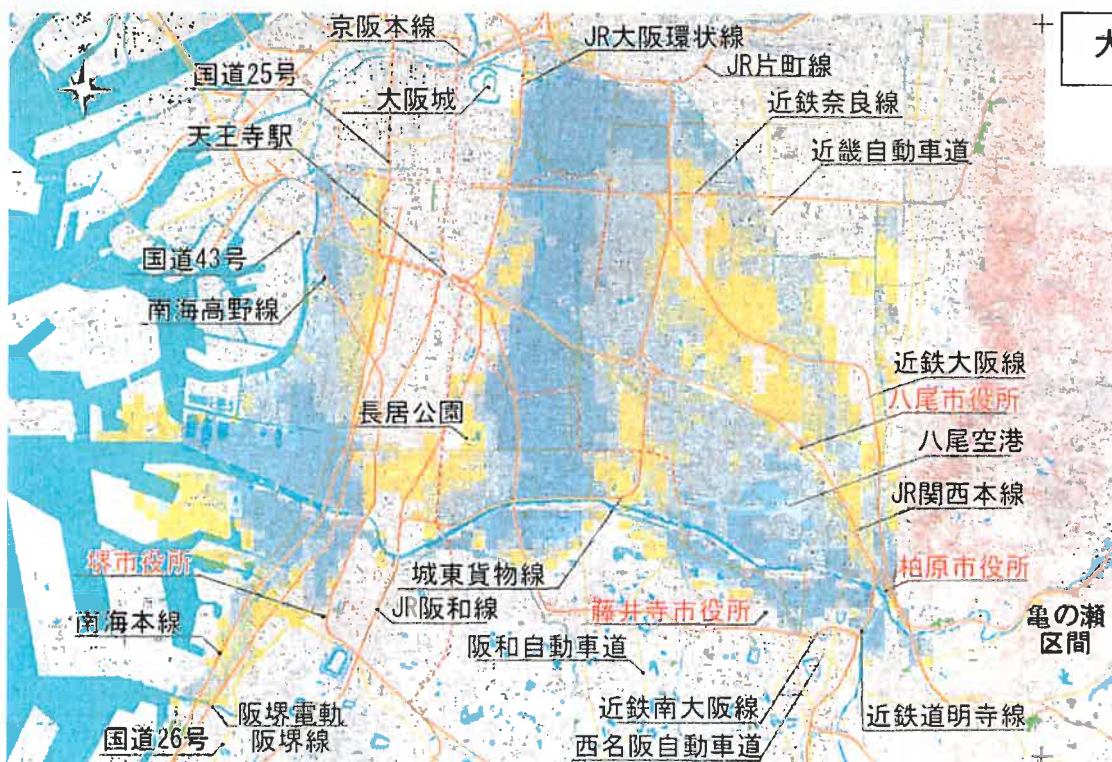 京阪本線
JR大阪環状線
大
JR片町線
国道25号
大阪城
近鉄奈良線
天王寺駅
近畿自動車道
国道43号
南海高野線
近鉄大阪線
八尾市役所
長居公園
八尾空港
JR関西本線
堺市役所
城東貨物線
柏原市役所
JR阪和線
藤井寺市役所
亀の瀬
区間
南海本線
阪和自動車道
近鉄南大阪線
近鉄道明寺線
阪堺電軌
阪堺線
国道26号
西名阪自動車道